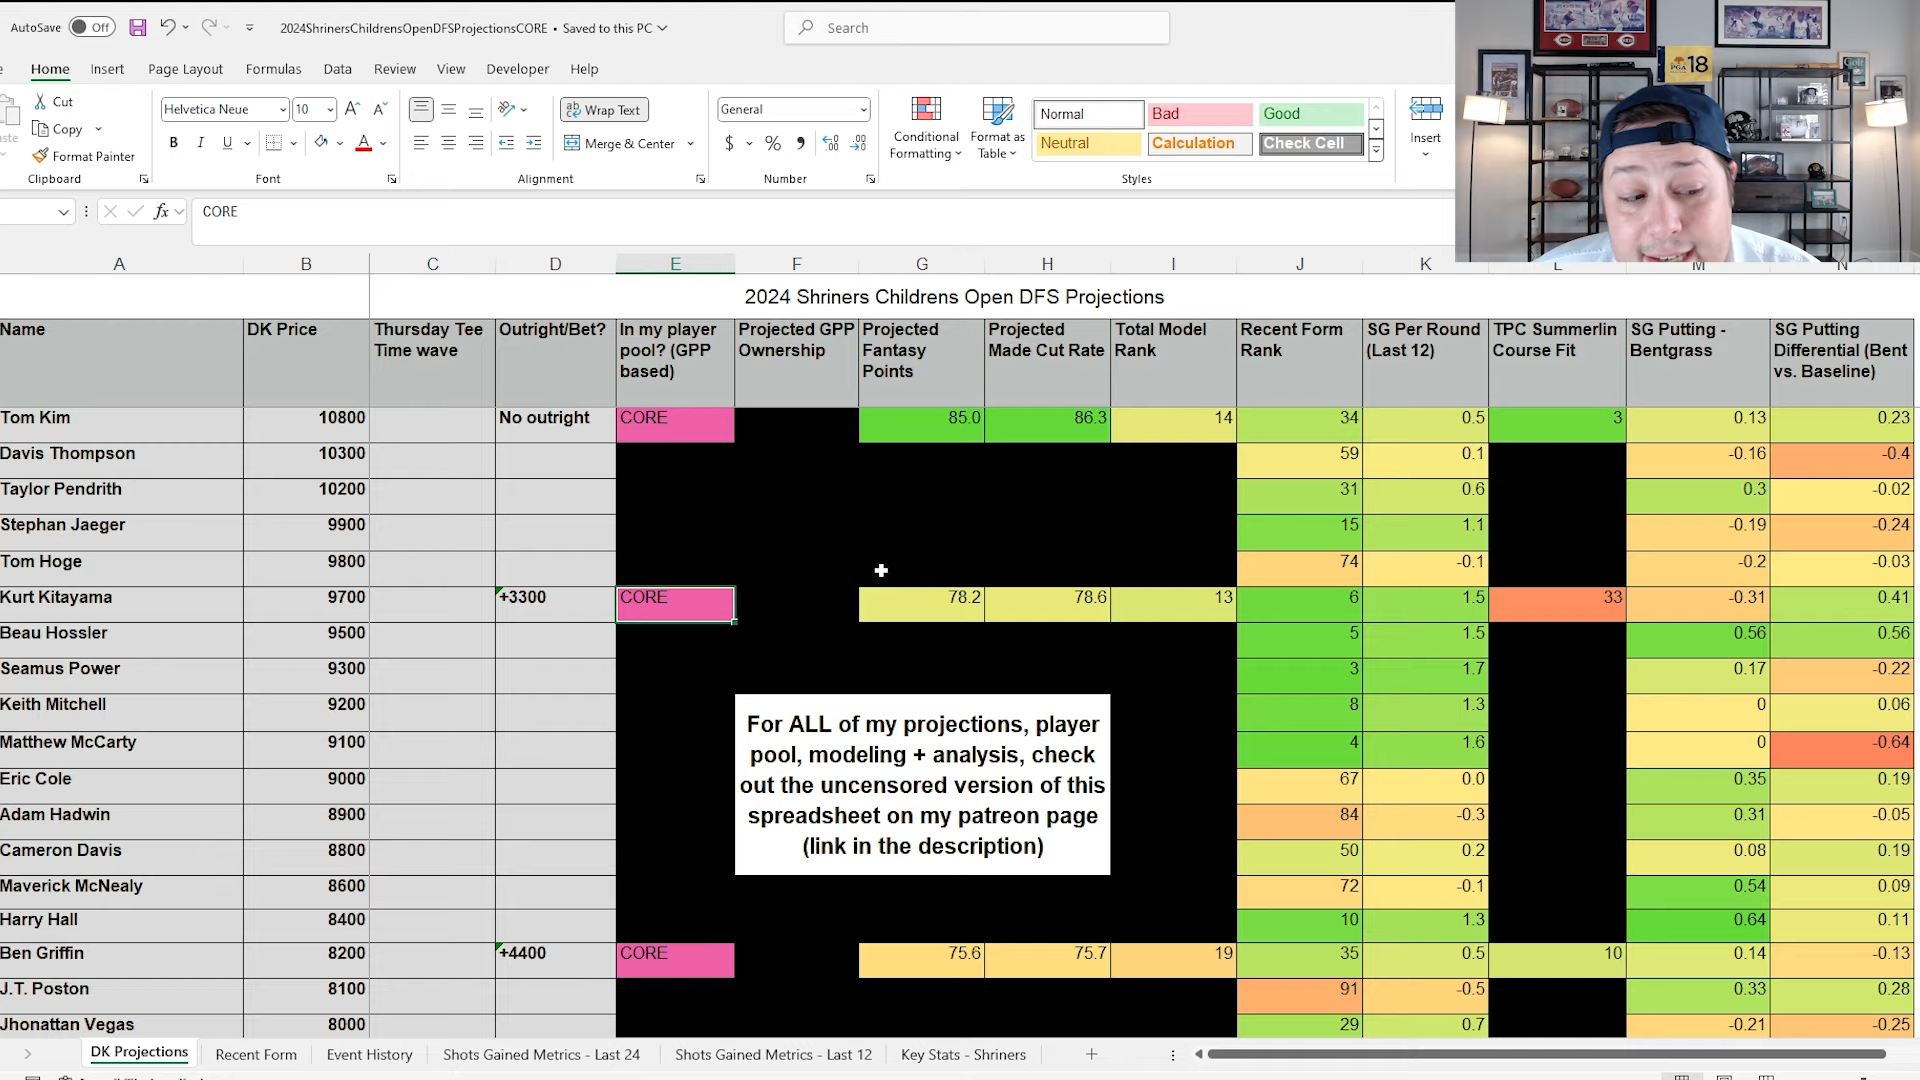 AutoSave Off 2024ShrinersChildrensOpenDFSProjectionsCORE • Saved to this PC Search
Home Insert Page Layout Formulas Data Review View Developer Help
Cut
Copy
Format Painter
Clipboard
Helvetica Neue 10
B I U A
Font
Wrap Text
Merge & Center
Alignment
General
$ % 9
Number
Conditional Formatting
Format as Table
Normal Bad Good
Neutral Calculation Check Cell
Styles
Insert
PGA 18
fx CORE
A B C D E F G H I J K L M N
2024 Shriners Childrens Open DFS Projections
Name DK Price Thursday Tee Time wave Outright/Bet? In my player pool? (GPP based) Projected GPP Ownership Projected Fantasy Points Projected Made Cut Rate Total Model Rank Recent Form Rank SG Per Round (Last 12) TPC Summerlin Course Fit SG Putting - Bentgrass SG Putting Differential (Bent vs. Baseline)
Tom Kim 10800 No outright CORE 85.0 86.3 14 34 0.5 3 0.13 0.23
Davis Thompson 10300 59 0.1 -0.16 -0.4
Taylor Pendrith 10200 31 0.6 0.3 -0.02
Stephan Jaeger 9900 15 1.1 -0.19 -0.24
Tom Hoge 9800 74 -0.1 -0.2 -0.03
Kurt Kitayama 9700 +3300 CORE 78.2 78.6 13 6 1.5 33 -0.31 0.41
Beau Hossler 9500 5 1.5 0.56 0.56
Seamus Power 9300 3 1.7 0.17 -0.22
Keith Mitchell 9200 8 1.3 0 0.06
Matthew McCarty 9100 4 1.6 0 -0.64
Eric Cole 9000 67 0.0 0.35 0.19
Adam Hadwin 8900 84 -0.3 0.31 -0.05
Cameron Davis 8800 50 0.2 0.08 0.19
Maverick McNealy 8600 72 -0.1 0.54 0.09
Harry Hall 8400 10 1.3 0.64 0.11
Ben Griffin 8200 +4400 CORE 75.6 75.7 19 35 0.5 10 0.14 -0.13
J.T. Poston 8100 91 -0.5 0.33 0.28
Jhonattan Vegas 8000 29 0.7 -0.21 -0.25
For ALL of my projections, player
pool, modeling + analysis, check
out the uncensored version of this
spreadsheet on my patreon page
(link in the description)
DK Projections Recent Form Event History Shots Gained Metrics - Last 24 Shots Gained Metrics - Last 12 Key Stats - Shriners